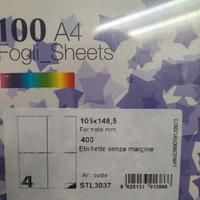 100 A4
Fogli_Sheets
105x148,5
Formato mm
400
Etichette senza margine
4
Art. code
STL3037